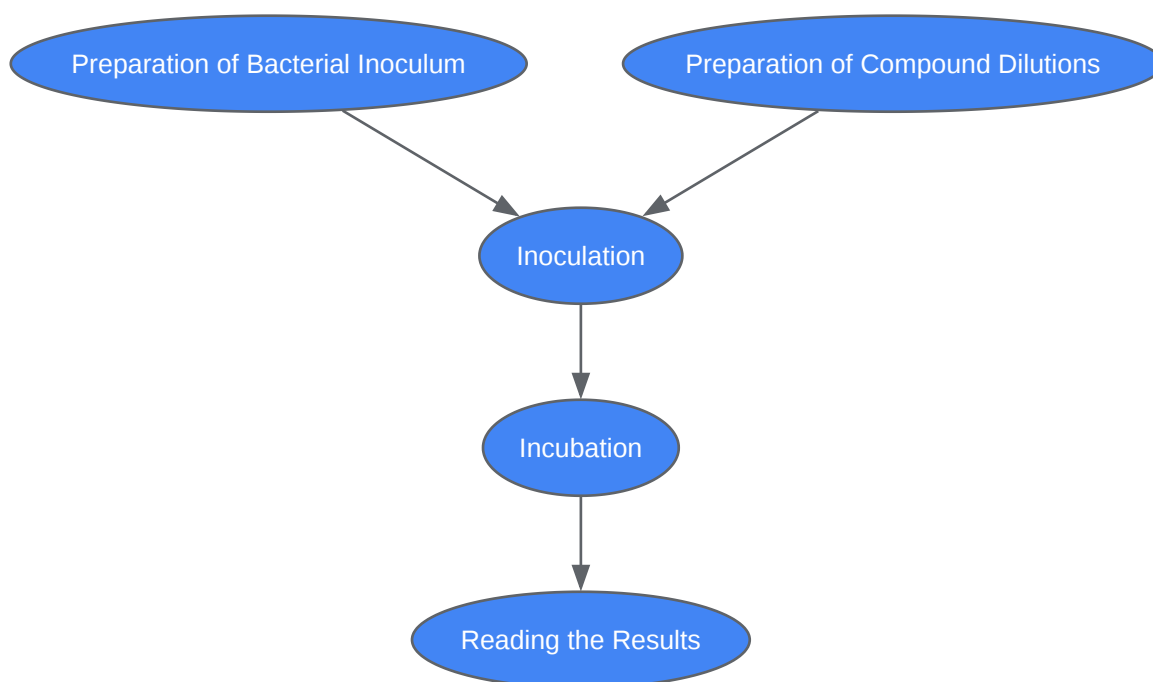 Preparation of Bacterial Inoculum
Preparation of Compound Dilutions
Inoculation
Incubation
Reading the Results